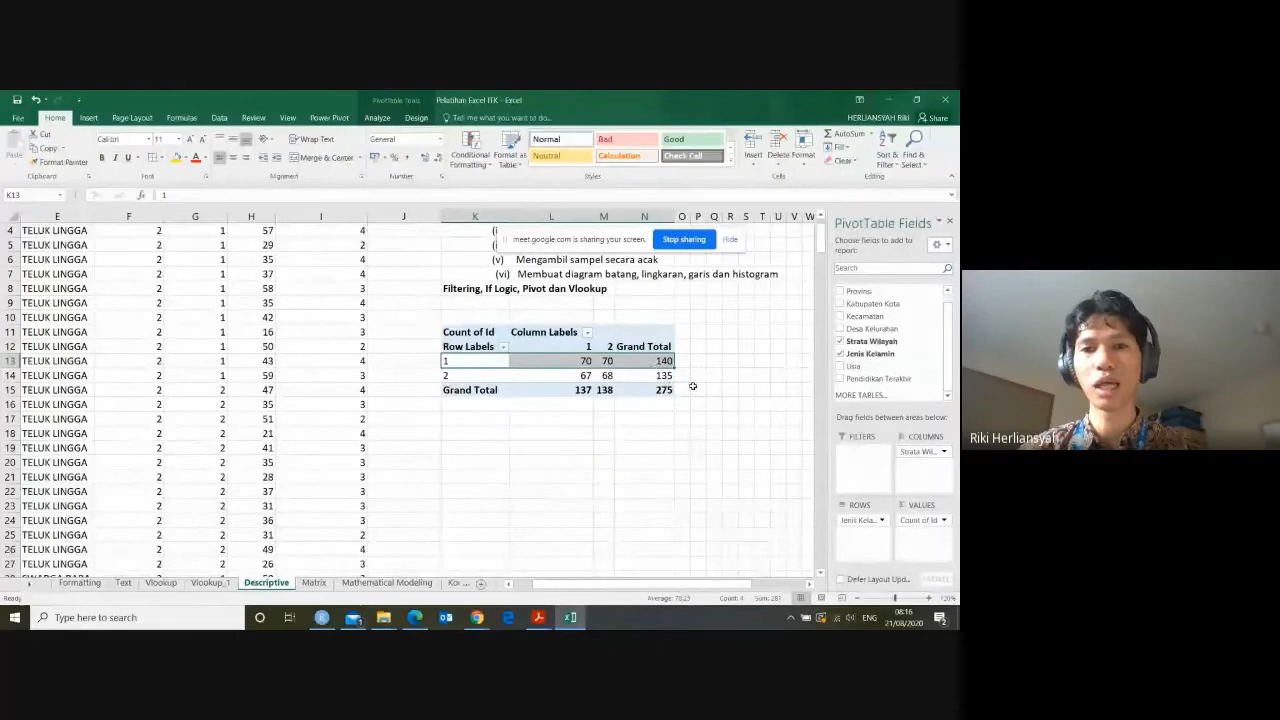 PivotTable Tools
Pelatihan Excel ITK - Excel
File Home Insert Page Layout Formulas Data Review View Power Pivot Analyze Design Tell me what you want to do... HERLIANSYAH Riki Share
Paste
Cut
Copy
Format Painter
Clipboard
Calibri 11
B I U
Font
Wrap Text
Merge & Center
Alignment
General
Number
Conditional Formatting
Format as Table
Normal Bad Good
Neutral Calculation Check Cell
Styles
Insert Delete Format
Cells
AutoSum
Fill
Clear
Sort & Filter
Find & Select
Editing
K13 fx 1
E F G H I J K L M N O P Q R S T U V W
4 TELUK LINGGA 2 1 57 4 (i
5 TELUK LINGGA 2 1 29 2
6 TELUK LINGGA 2 1 35 4 (v) Mengambil sampel secara acak
7 TELUK LINGGA 2 1 37 4 (vi) Membuat diagram batang, lingkaran, garis dan histogram
8 TELUK LINGGA 2 1 58 3 Filtering, If Logic, Pivot dan Vlookup
9 TELUK LINGGA 2 1 35 4
10 TELUK LINGGA 2 1 42 3
11 TELUK LINGGA 2 1 16 3 Count of Id Column Labels
12 TELUK LINGGA 2 1 50 2 Row Labels 1 2 Grand Total
13 TELUK LINGGA 2 1 43 4 1 70 70 140
14 TELUK LINGGA 2 1 59 3 2 67 68 135
15 TELUK LINGGA 2 2 47 4 Grand Total 137 138 275
16 TELUK LINGGA 2 2 35 3
17 TELUK LINGGA 2 2 51 2
18 TELUK LINGGA 2 2 21 4
19 TELUK LINGGA 2 2 41 3
20 TELUK LINGGA 2 2 35 3
21 TELUK LINGGA 2 2 28 3
22 TELUK LINGGA 2 2 37 3
23 TELUK LINGGA 2 2 31 3
24 TELUK LINGGA 2 2 36 3
25 TELUK LINGGA 2 2 31 2
26 TELUK LINGGA 2 2 49 4
TELUK LINGGA 2 2 26 3
meet.google.com is sharing your screen. Stop sharing Hide
PivotTable Fields
Choose fields to add to report:
Search
Provinsi
Kabupaten Kota
Kecamatan
Desa Kelurahan
Strata Wilayah
Jenis Kelamin
Usia
Pendidikan Terakhir
MORE TABLES...
Drag fields between areas below:
FILTERS COLUMNS
Strata Wil...
ROWS VALUES
Jenis Kela... Count of Id
Defer Layout Upd... UPDATE
Formatting Text Vlookup Vlookup_1 Descriptive Matrix Mathematical Modeling Kor ...
Ready Count: 4 Sum: 281 120%
Type here to search
ENG
08:16
21/08/2020
Riki Herliansyah